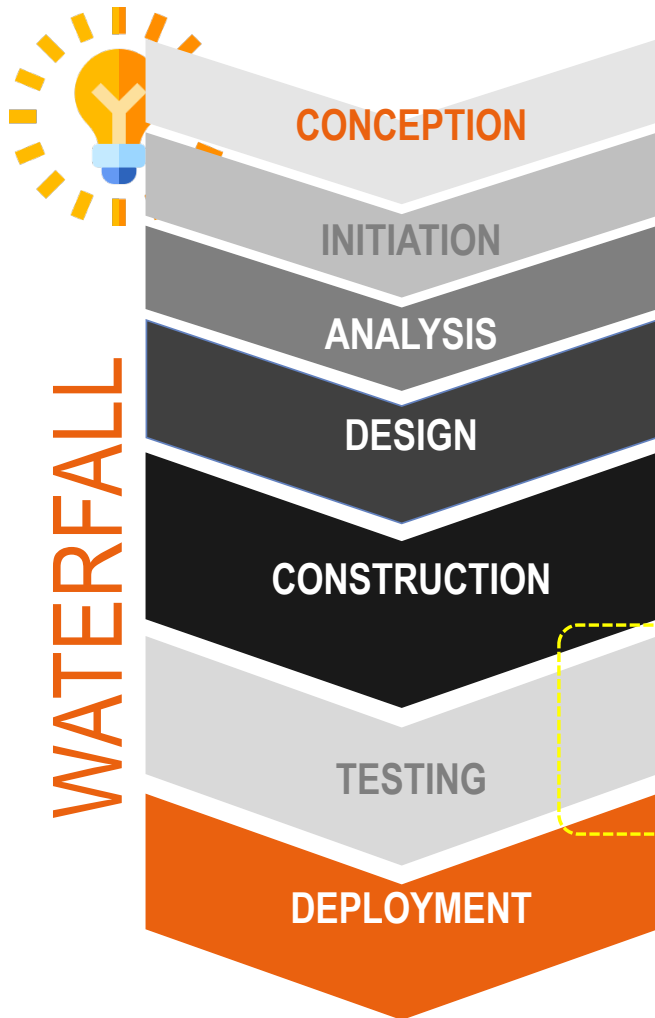 CONCEPTION
INITIATION
ANALYSIS
DESIGN
CONSTRUCTION
TESTING
DEPLOYMENT
WATERFALL